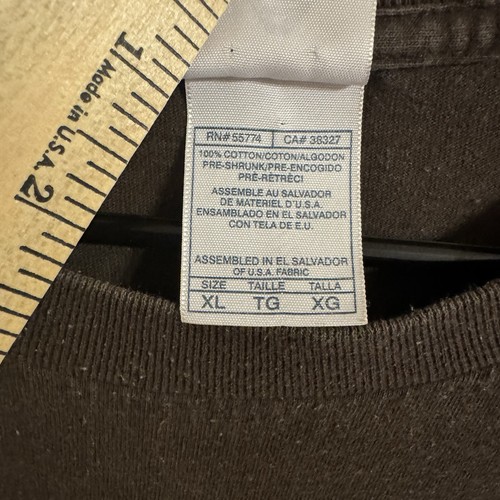 1 Made in U.S.A. 2
RN# 55774 CA# 38327
100% COTTON/COTON/ALGODON
PRE-SHRUNK/PRE-ENCOGIDO
PRÉ-RÉTRÉCI
ASSEMBLE AU SALVADOR
DE MATERIEL D'U.S.A.
ENSAMBLADO EN EL SALVADOR
CON TELA DE E.U.
ASSEMBLED IN EL SALVADOR
OF U.S.A. FABRIC
SIZE TAILLE TALLA
XL TG XG